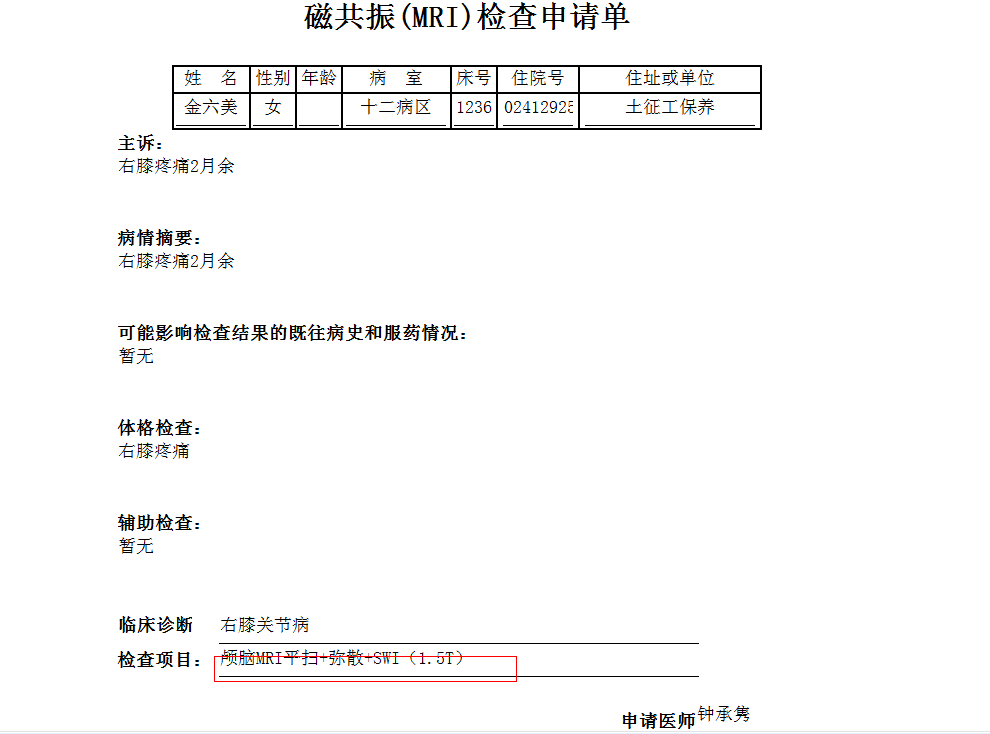 磁共振(MRI)检查申请单
姓 名 性别 年龄 病 室 床号 住院号 住址或单位
金六美 女 十二病区 1236 02412925 土征工保养
主诉:
右膝疼痛2月余
病情摘要:
右膝疼痛2月余
可能影响检查结果的既往病史和服药情况:
暂无
体格检查:
右膝疼痛
辅助检查:
暂无
临床诊断 右膝关节病
检查项目: 颅脑MRI平扫+弥散+SWI（1.5T）
申请医师 钟承隽